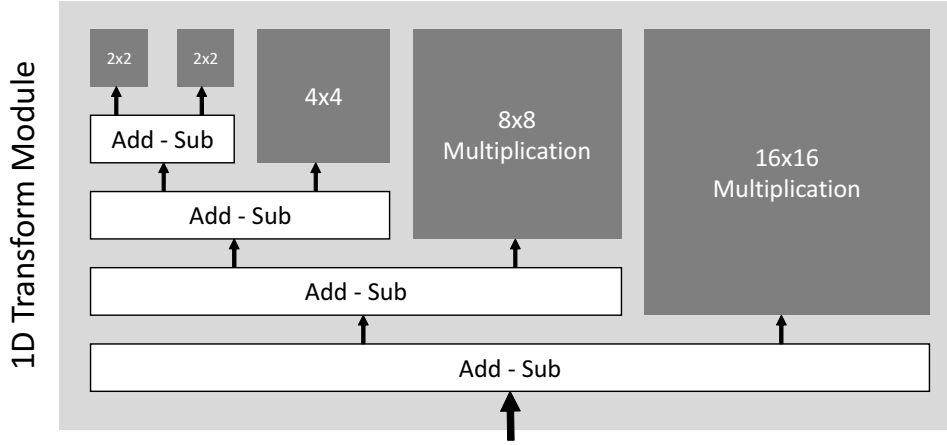 1D Transform Module
2x2
2x2
4x4
8x8
Multiplication
16x16
Multiplication
Add - Sub
Add - Sub
Add - Sub
Add - Sub